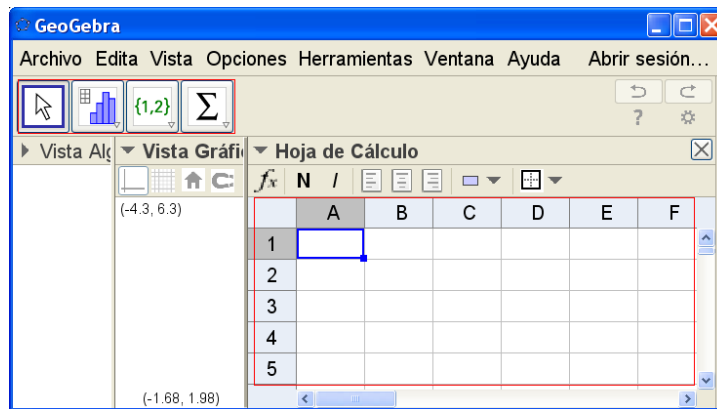 GeoGebra
Archivo Edita Vista Opciones Herramientas Ventana Ayuda Abrir sesión...
{1,2} Σ ?
Vista Alg Vista Gráfi Hoja de Cálculo
fx N I
(-4.3, 6.3)
A B C D E F
1
2
3
4
5
(-1.68, 1.98)